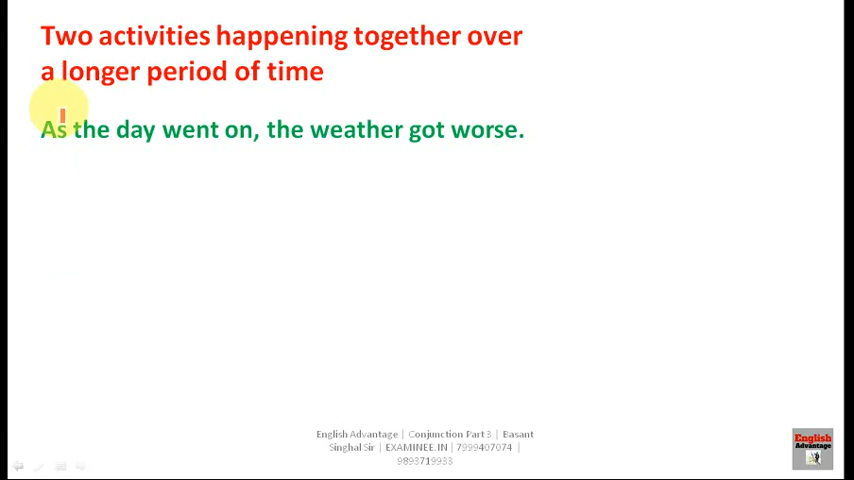 Two activities happening together over
a longer period of time
As the day went on, the weather got worse.
English Advantage | Conjunction Part 3 | Basant
Singhal Sir | EXAMINEE.IN | 7999407074 |
9893719933
English
Advantage